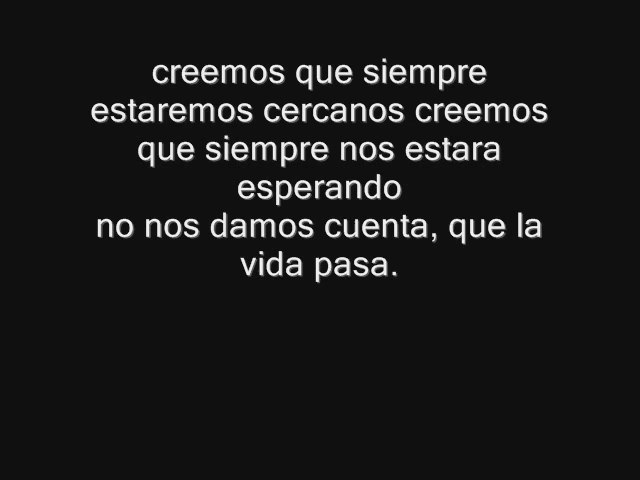 creemos que siempre
estaremos cercanos creemos
que siempre nos estara
esperando
no nos damos cuenta, que la
vida pasa.